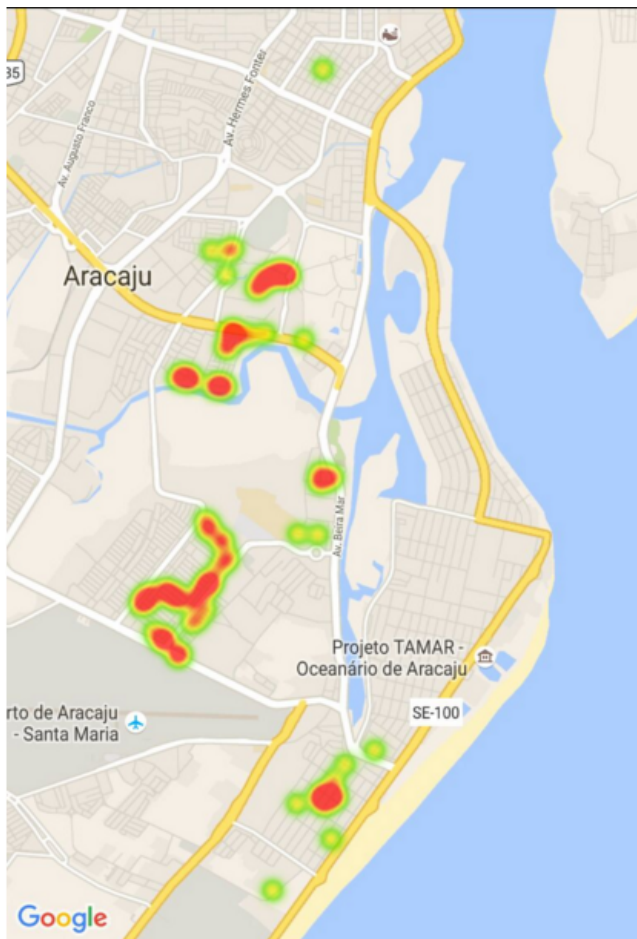 35
Av. Hermes Fontes
Av. Augusto Franco
Aracaju
Av. Beira Mar
Projeto TAMAR -
Oceanário de Aracaju
SE-100
rto de Aracaju
- Santa Maria
Google